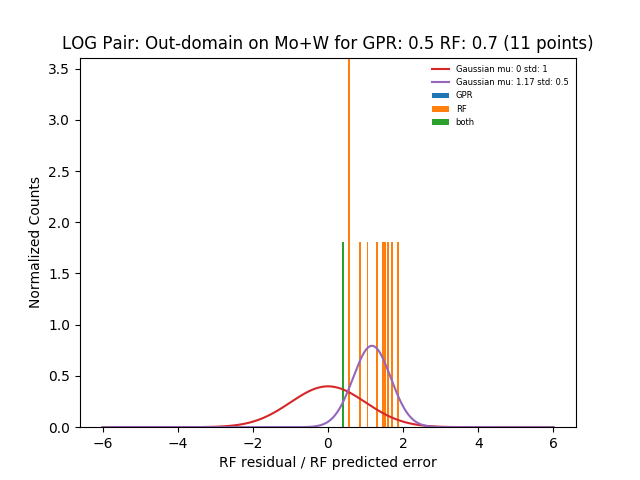 LOG Pair: Out-domain on Mo+W for GPR: 0.5 RF: 0.7 (11 points)
Normalized Counts
3.5
3.0
2.5
2.0
1.5
1.0
0.5
0.0
Gaussian mu: 0 std: 1
Gaussian mu: 1.17 std: 0.5
GPR
RF
both
−6 −4 −2 0 2 4 6
RF residual / RF predicted error